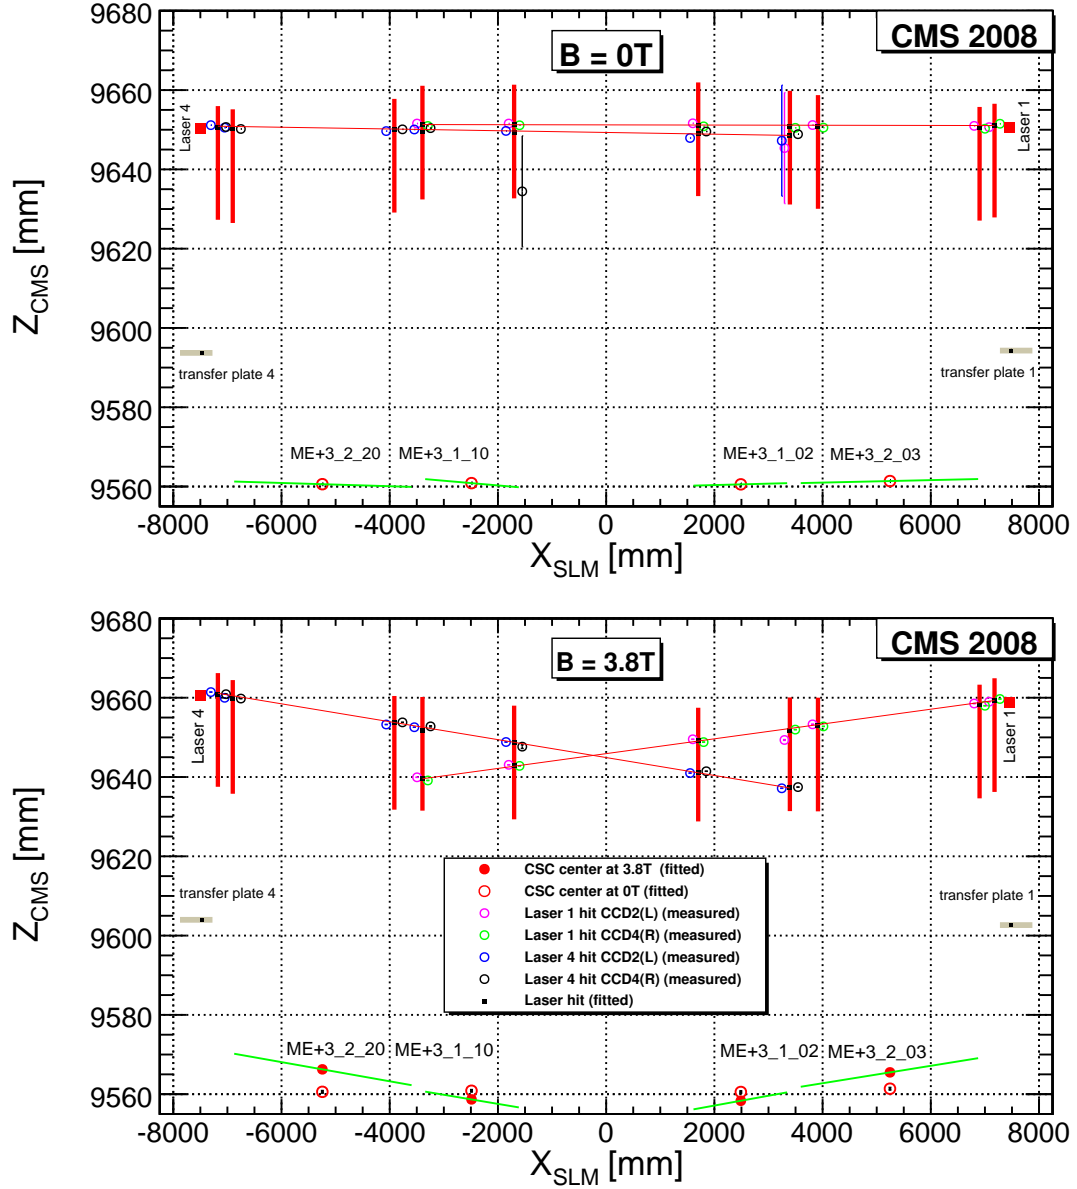 CMS 2008
B = 0T
9680
9660
9640
9620
9600
9580
9560
Z_CMS [mm]
Laser 4
Laser 1
transfer plate 4
transfer plate 1
ME+3_2_20
ME+3_1_10
ME+3_1_02
ME+3_2_03
-8000 -6000 -4000 -2000 0 2000 4000 6000 8000
X_SLM [mm]
CMS 2008
B = 3.8T
9680
9660
9640
9620
9600
9580
9560
Z_CMS [mm]
Laser 4
Laser 1
transfer plate 4
transfer plate 1
CSC center at 3.8T (fitted)
CSC center at 0T (fitted)
Laser 1 hit CCD2(L) (measured)
Laser 1 hit CCD4(R) (measured)
Laser 4 hit CCD2(L) (measured)
Laser 4 hit CCD4(R) (measured)
Laser hit (fitted)
ME+3_2_20
ME+3_1_10
ME+3_1_02
ME+3_2_03
-8000 -6000 -4000 -2000 0 2000 4000 6000 8000
X_SLM [mm]